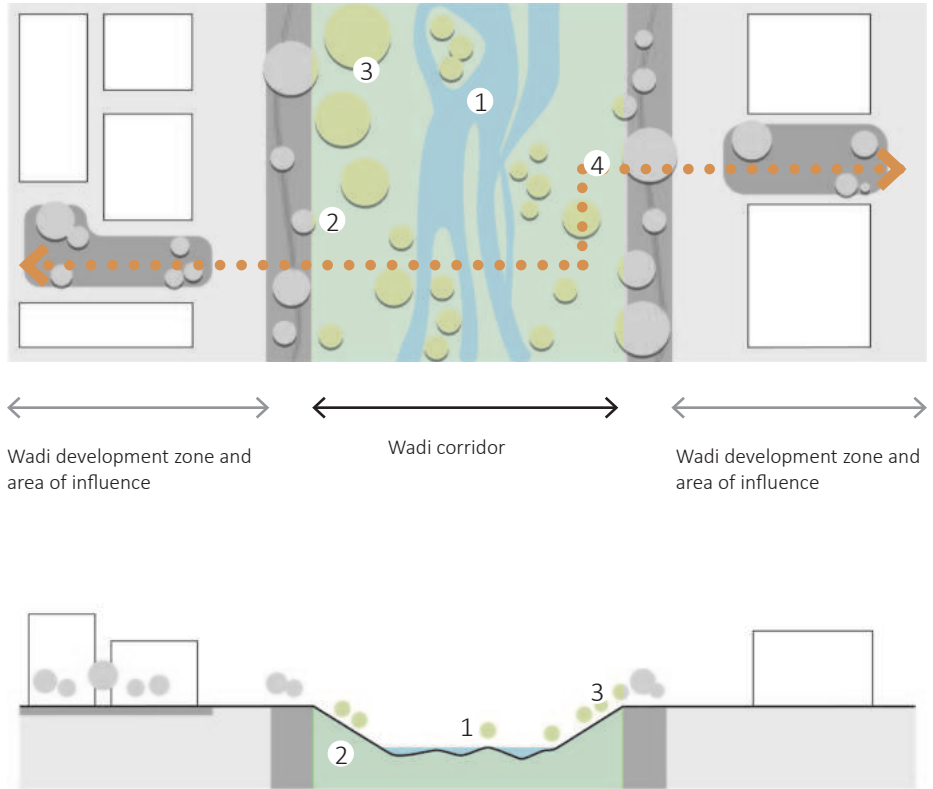 3
1
4
2
Wadi development zone and
area of influence
Wadi corridor
Wadi development zone and
area of influence
3
1
2